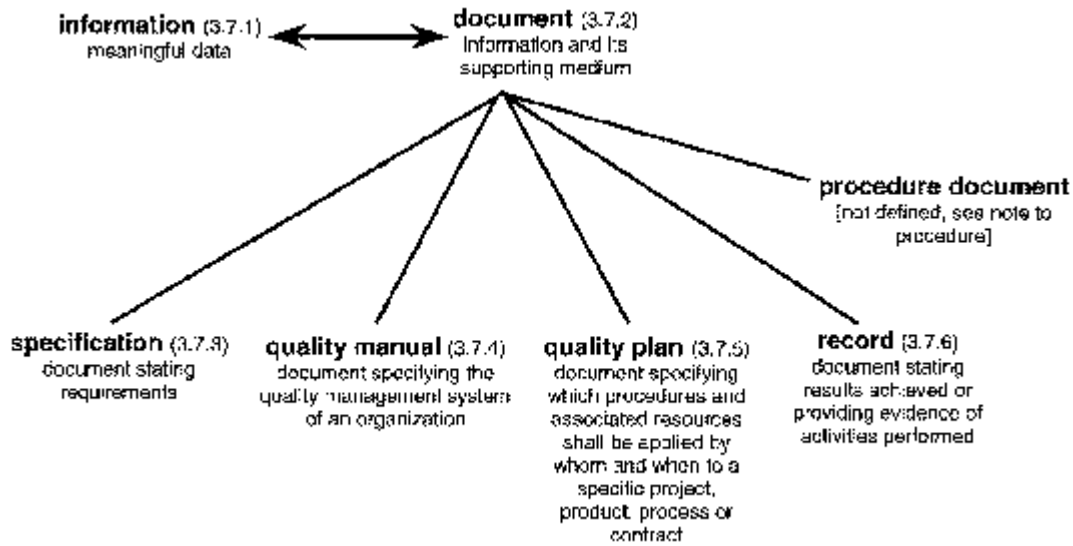 information (3.7.1)
meaningful data
document (3.7.2)
information and its
supporting medium
procedure document
[not defined, see note to
procedure]
specification (3.7.3)
document stating
requirements
quality manual (3.7.4)
document specifying the
quality management system
of an organization
quality plan (3.7.5)
document specifying
which procedures and
associated resources
shall be applied by
whom and when to a
specific project,
product, process or
contract
record (3.7.6)
document stating
results achieved or
providing evidence of
activities performed